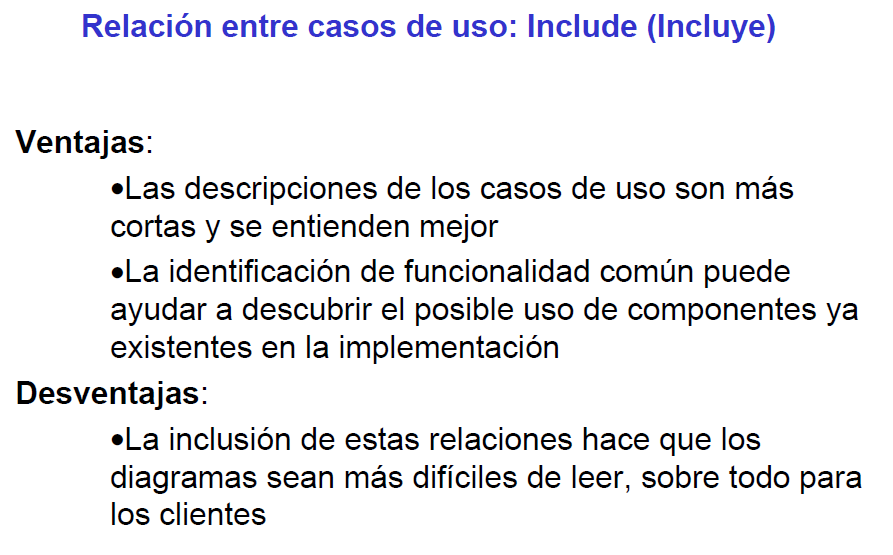 Relación entre casos de uso: Include (Incluye)
Ventajas:
•Las descripciones de los casos de uso son más
cortas y se entienden mejor
•La identificación de funcionalidad común puede
ayudar a descubrir el posible uso de componentes ya
existentes en la implementación
Desventajas:
•La inclusión de estas relaciones hace que los
diagramas sean más difíciles de leer, sobre todo para
los clientes